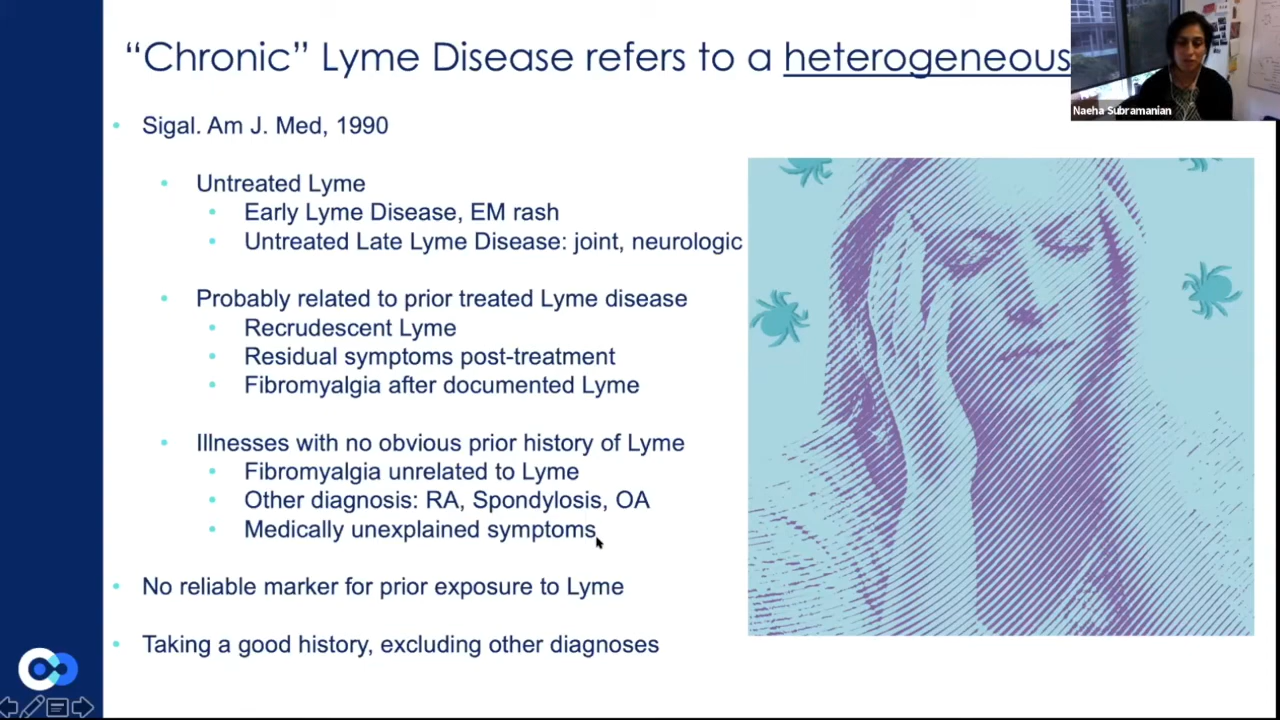 “Chronic” Lyme Disease refers to a heterogeneous
Naeha Subramanian
Sigal. Am J. Med, 1990
Untreated Lyme
Early Lyme Disease, EM rash
Untreated Late Lyme Disease: joint, neurologic
Probably related to prior treated Lyme disease
Recrudescent Lyme
Residual symptoms post-treatment
Fibromyalgia after documented Lyme
Illnesses with no obvious prior history of Lyme
Fibromyalgia unrelated to Lyme
Other diagnosis: RA, Spondylosis, OA
Medically unexplained symptoms
No reliable marker for prior exposure to Lyme
Taking a good history, excluding other diagnoses